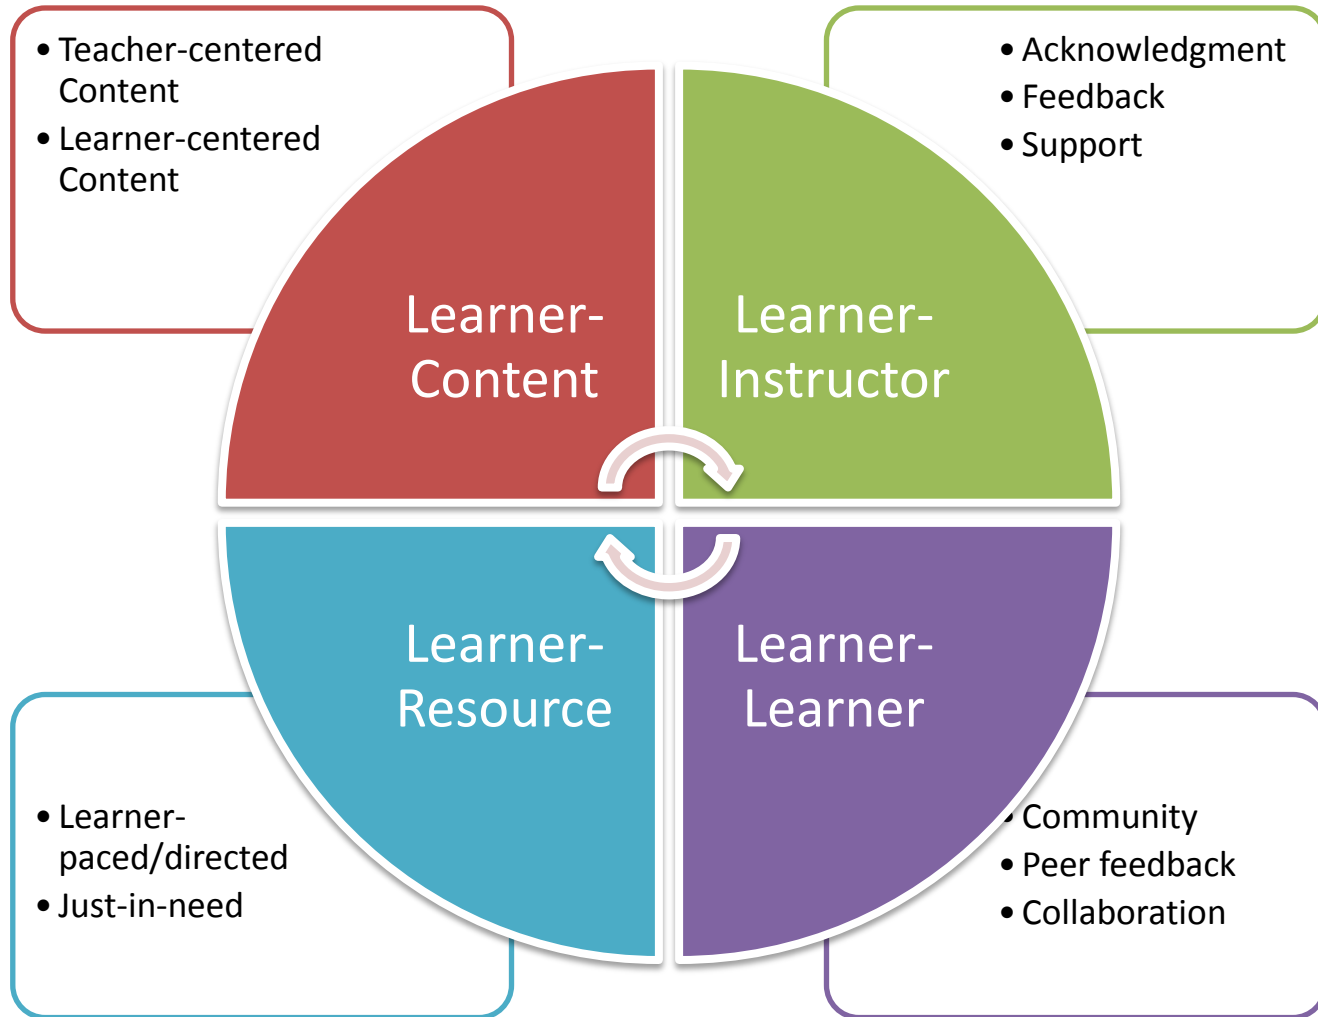 • Teacher-centered
Content
• Learner-centered
Content
• Acknowledgment
• Feedback
• Support
Learner-
Content
Learner-
Instructor
Learner-
Resource
Learner-
Learner
• Learner-
paced/directed
• Just-in-need
• Community
• Peer feedback
• Collaboration